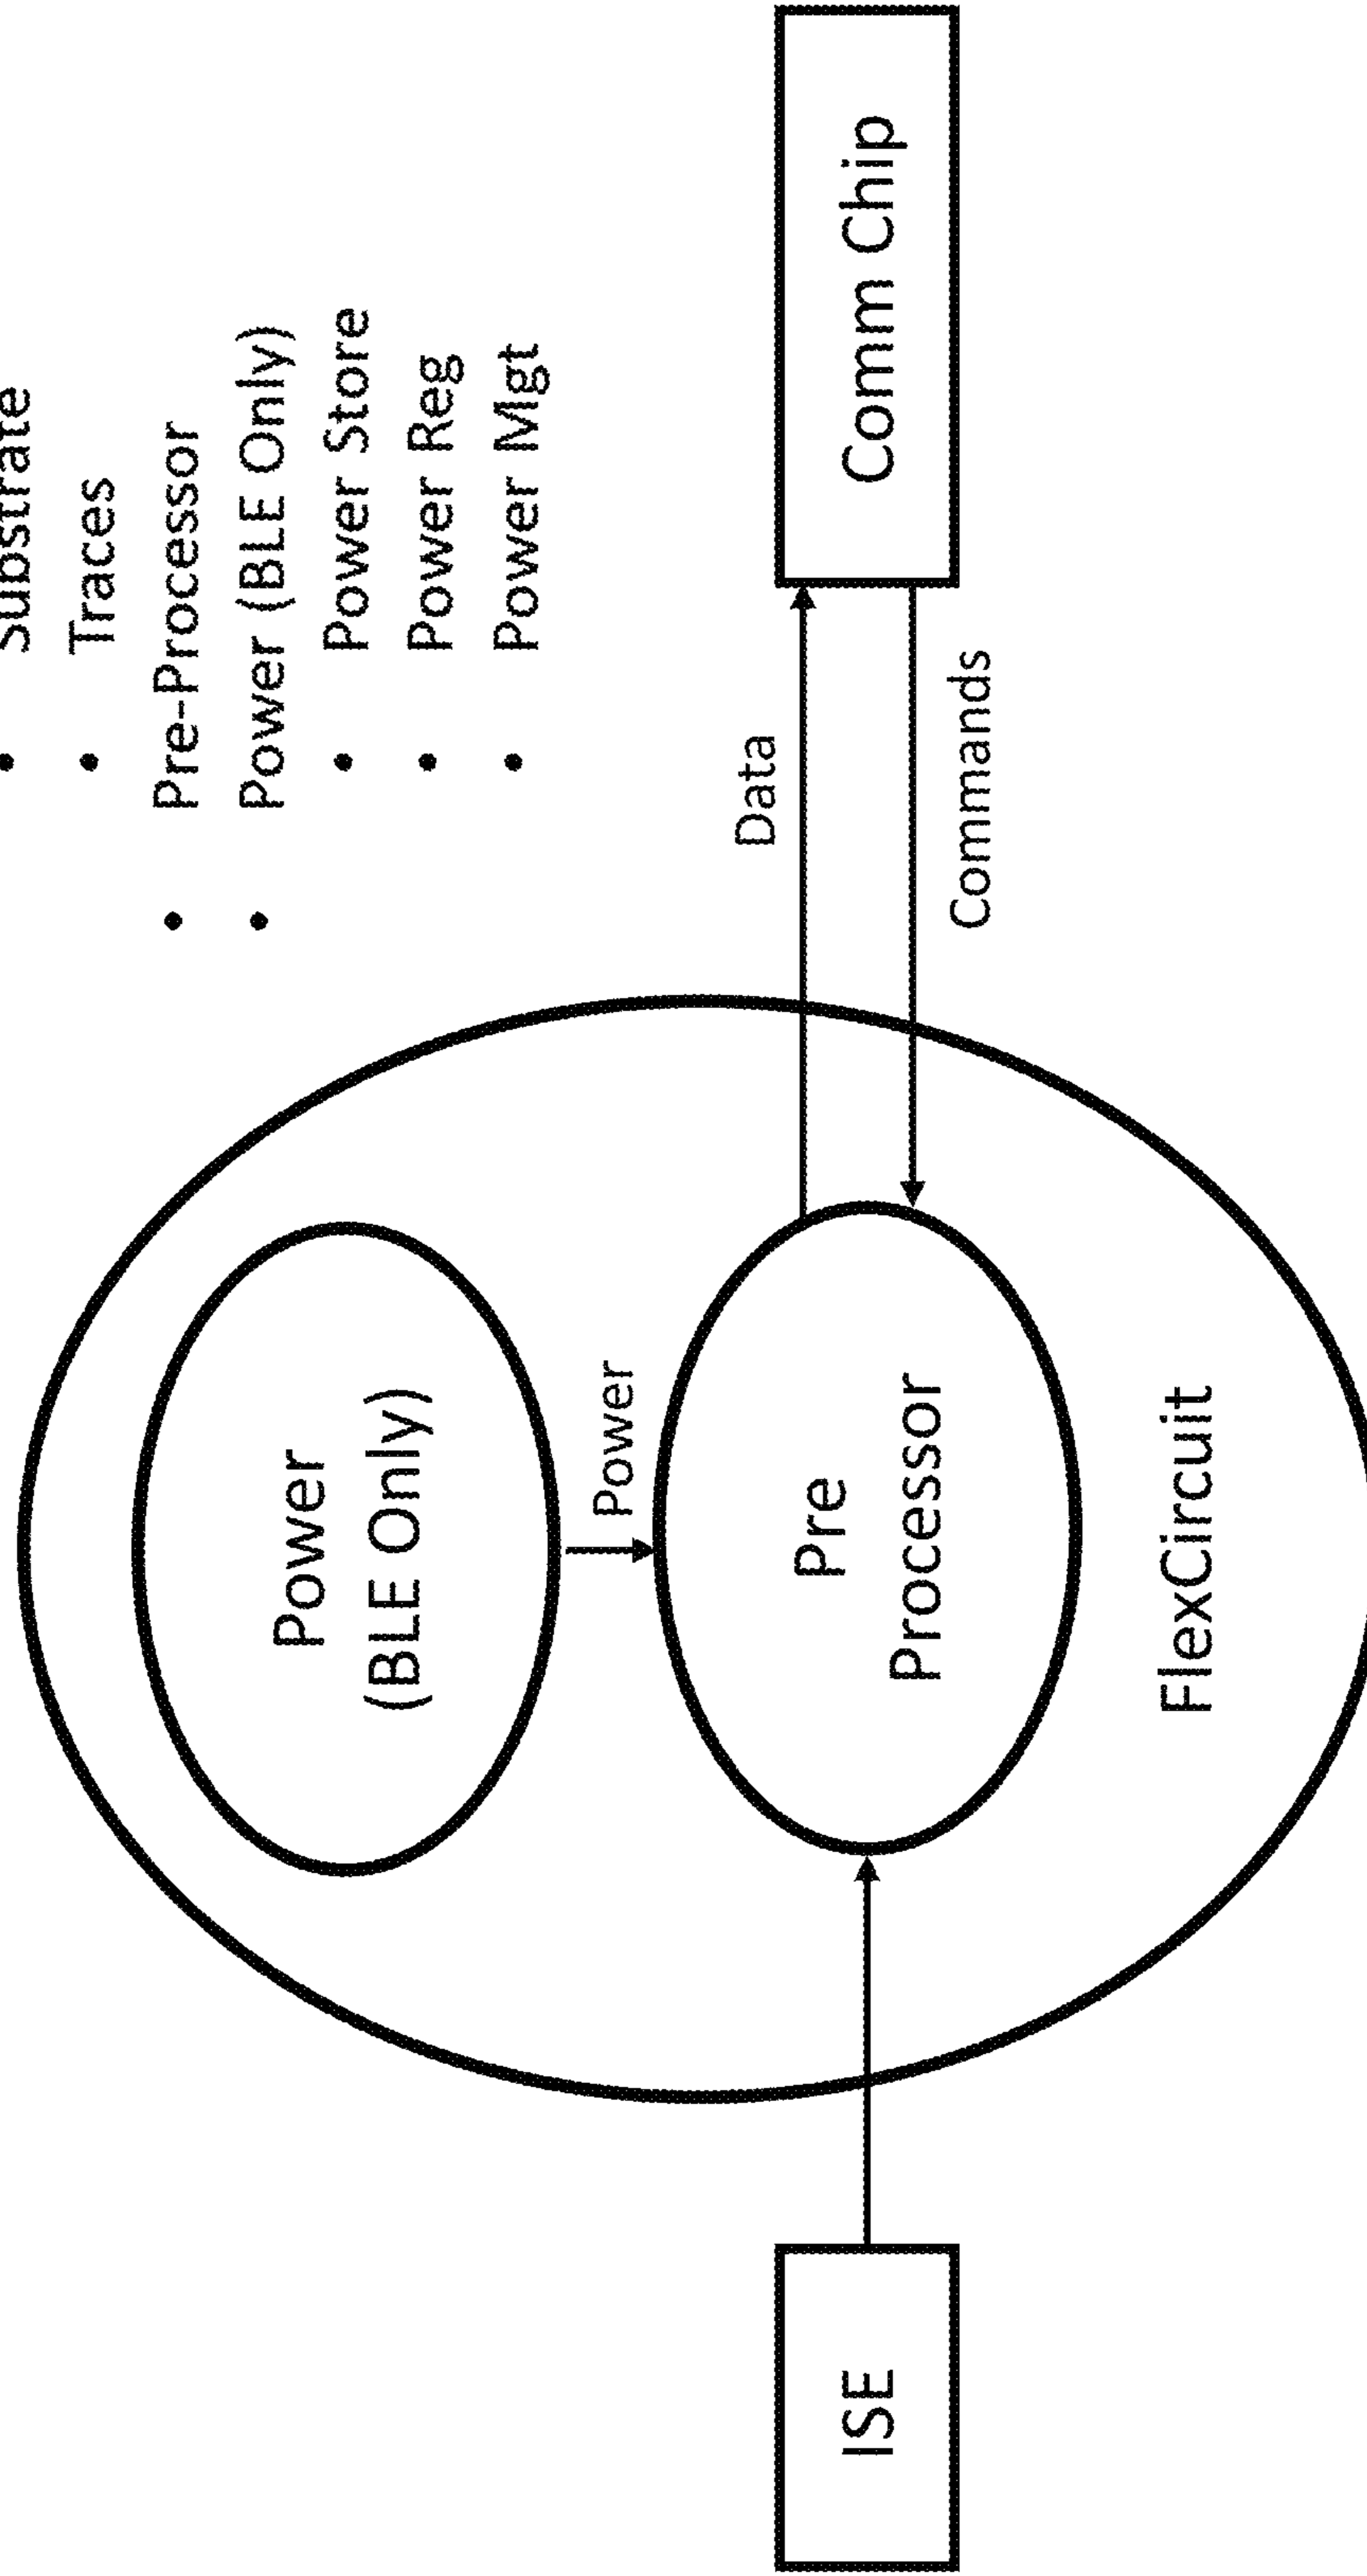 • Substrate
• Traces
• Pre-Processor
• Power (BLE Only)
• Power Store
• Power Reg
• Power Mgt
Power
(BLE Only)
Power
Pre
Processor
FlexCircuit
ISE
Data
Commands
Comm Chip